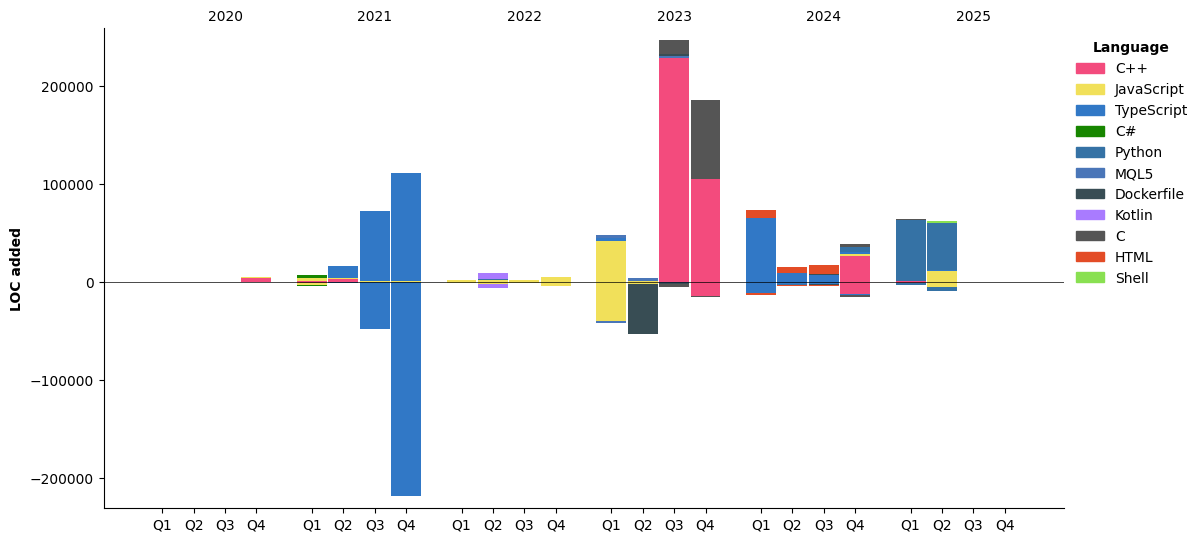 2020 2021 2022 2023 2024 2025
LOC added
200000
100000
0
−100000
−200000
Q1 Q2 Q3 Q4 Q1 Q2 Q3 Q4 Q1 Q2 Q3 Q4 Q1 Q2 Q3 Q4 Q1 Q2 Q3 Q4 Q1 Q2 Q3 Q4
Language
C++
JavaScript
TypeScript
C#
Python
MQL5
Dockerfile
Kotlin
C
HTML
Shell